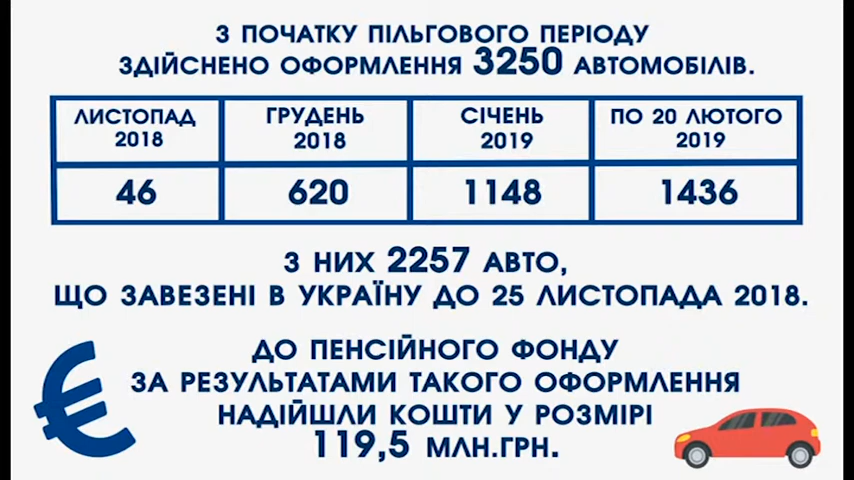 З ПОЧАТКУ ПІЛЬГОВОГО ПЕРІОДУ
ЗДІЙСНЕНО ОФОРМЛЕННЯ 3250 АВТОМОБІЛІВ.
ЛИСТОПАД 2018
ГРУДЕНЬ 2018
СІЧЕНЬ 2019
ПО 20 ЛЮТОГО 2019
46 620 1148 1436
З НИХ 2257 АВТО,
ЩО ЗАВЕЗЕНІ В УКРАЇНУ ДО 25 ЛИСТОПАДА 2018.
ДО ПЕНСІЙНОГО ФОНДУ
ЗА РЕЗУЛЬТАТАМИ ТАКОГО ОФОРМЛЕННЯ
НАДІЙШЛИ КОШТИ У РОЗМІРІ
119,5 МЛН.ГРН.